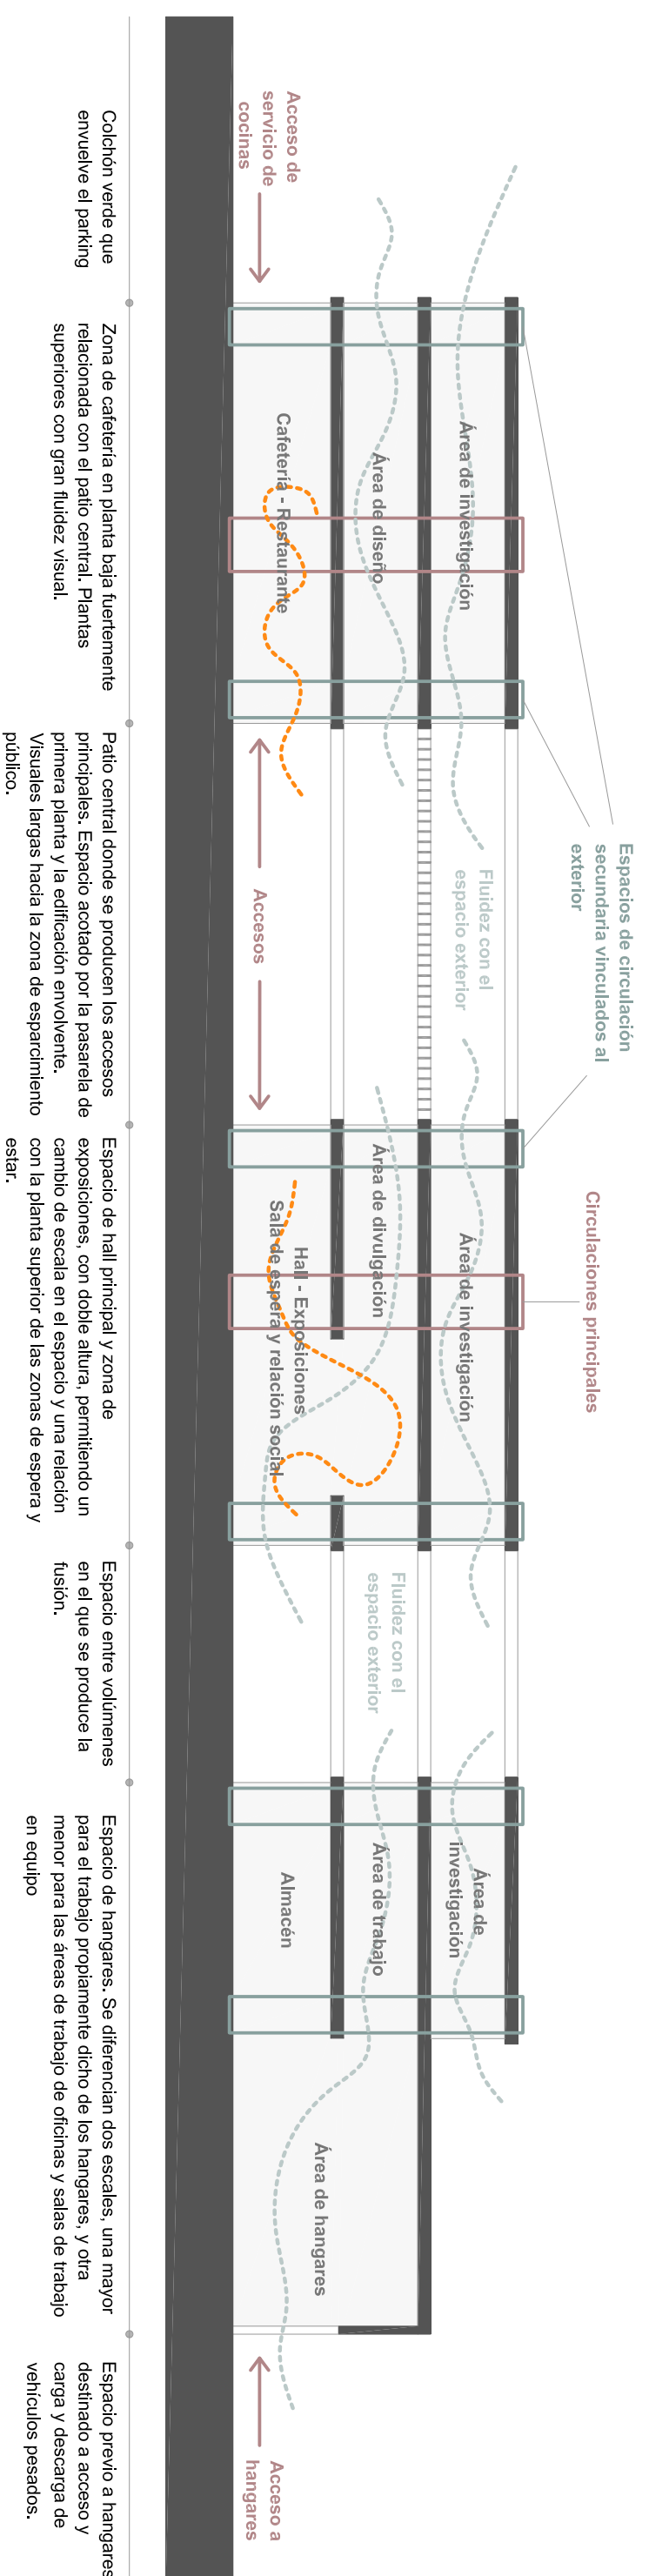 Espacios de circulación
secundaria vinculados al
exterior
Circulaciones principales
Área de investigación
Área de diseño
Cafetería - Restaurante
Acceso de
servicio de
cocinas
Fluidez con el
espacio exterior
Accesos
Área de investigación
Área de divulgación
Hall - Exposiciones
Sala de espera y relación social
Fluidez con el
espacio exterior
Área de
investigación
Área de trabajo
Almacén
Área de hangares
Acceso a
hangares
Colchón verde que
envuelve el parking
Zona de cafetería en planta baja fuertemente
relacionada con el patio central. Plantas
superiores con gran fluidez visual.
Patio central donde se producen los accesos
principales. Espacio acotado por la pasarela de
primera planta y la edificación envolvente.
Visuales largas hacia la zona de esparcimiento
público.
Espacio de hall principal y zona de
exposiciones, con doble altura, permitiendo un
cambio de escala en el espacio y una relación
con la planta superior de las zonas de espera y
estar.
Espacio entre volúmenes
en el que se produce la
fusión.
Espacio de hangares. Se diferencian dos escales, una mayor
para el trabajo propiamente dicho de los hangares, y otra
menor para las áreas de trabajo de oficinas y salas de trabajo
en equipo
Espacio previo a hangares
destinado a acceso y
carga y descarga de
vehículos pesados.